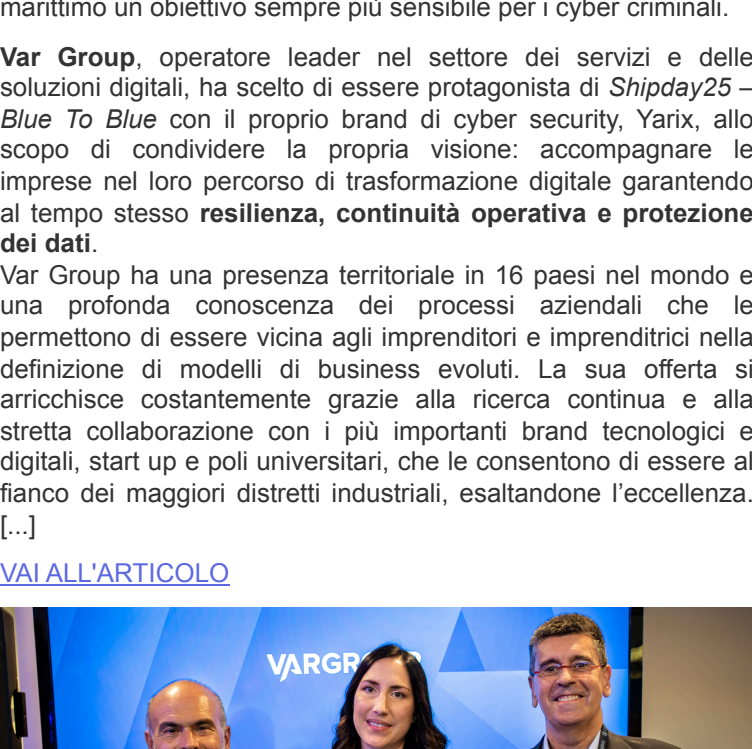 marittimo un obiettivo sempre più sensibile per i cyber criminali.
Var Group, operatore leader nel settore dei servizi e delle
soluzioni digitali, ha scelto di essere protagonista di Shipday25 –
Blue To Blue con il proprio brand di cyber security, Yarix, allo
scopo di condividere la propria visione: accompagnare le
imprese nel loro percorso di trasformazione digitale garantendo
al tempo stesso resilienza, continuità operativa e protezione
dei dati.
Var Group ha una presenza territoriale in 16 paesi nel mondo e
una profonda conoscenza dei processi aziendali che le
permettono di essere vicina agli imprenditori e imprenditrici nella
definizione di modelli di business evoluti. La sua offerta si
arricchisce costantemente grazie alla ricerca continua e alla
stretta collaborazione con i più importanti brand tecnologici e
digitali, start up e poli universitari, che le consentono di essere al
fianco dei maggiori distretti industriali, esaltandone l’eccellenza.
[...]
VAI ALL'ARTICOLO